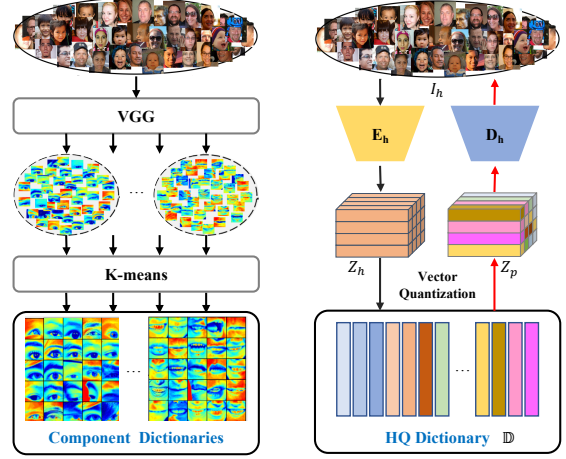 VGG
...
K-means
...
Component Dictionaries
I_h
E_h
D_h
Z_h
Vector
Quantization
Z_p
...
HQ Dictionary 𝔻